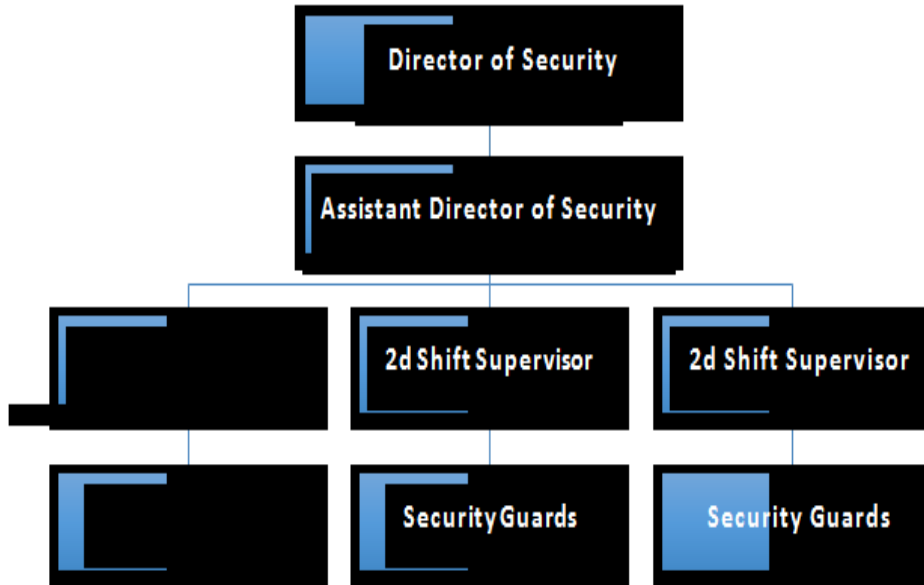 Director of Security
Assistant Director of Security
2d Shift Supervisor
2d Shift Supervisor
Security Guards
Security Guards